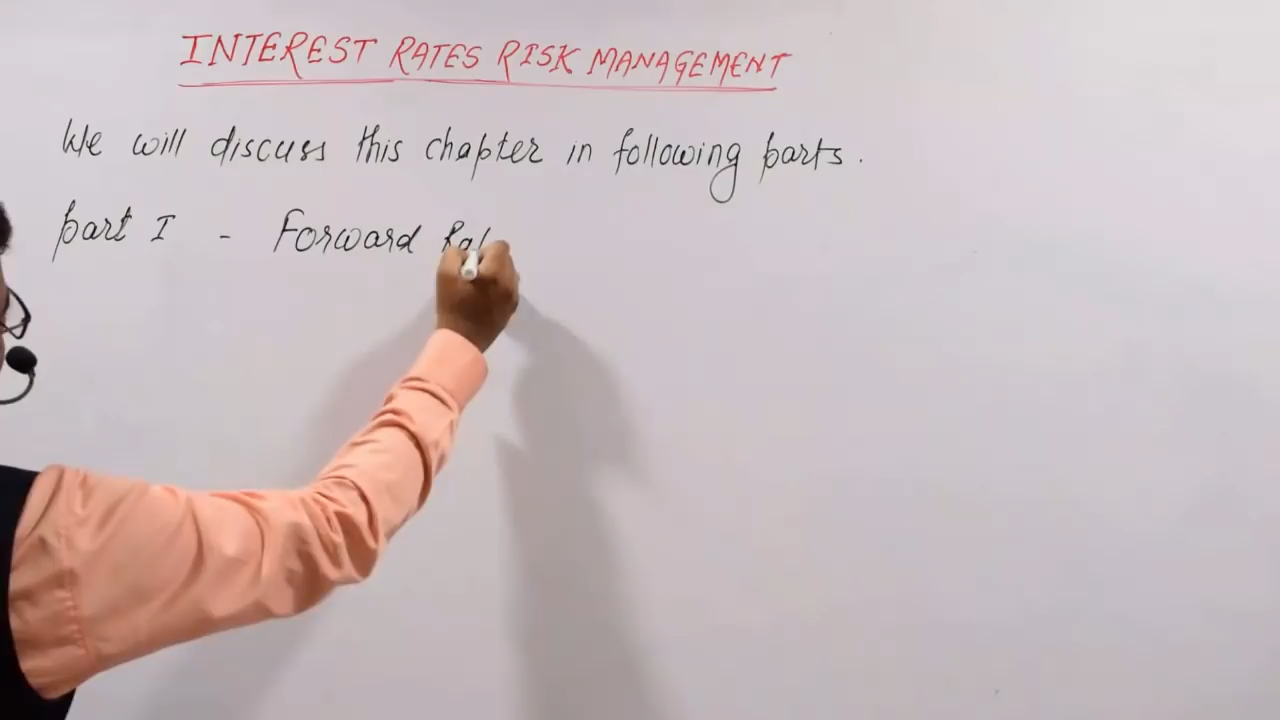 INTEREST RATES RISK MANAGEMENT
We will discuss this chapter in following parts.
part I - Forward